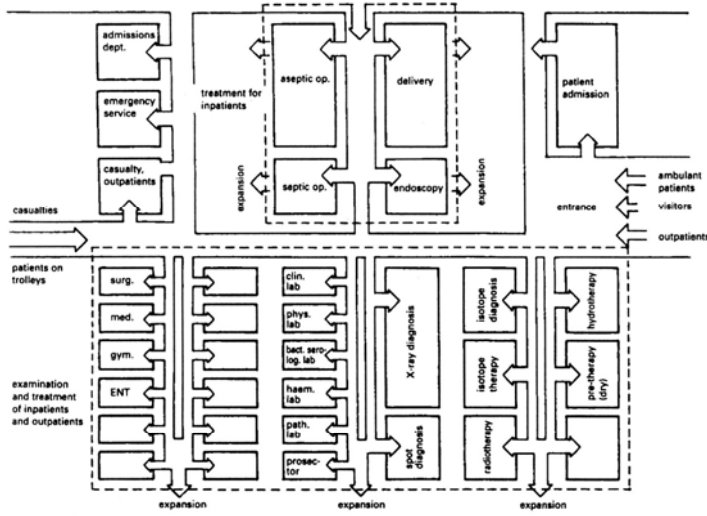 admissions
dept.
emergency
service
casualty,
outpatients
casualties
patients on
trolleys
treatment for
inpatients
aseptic op.
delivery
septic op.
endoscopy
expansion
expansion
patient
admission
entrance
ambulant
patients
visitors
outpatients
examination
and treatment
of inpatients
and outpatients
surg.
med.
gym.
ENT
clin.
lab
phys.
lab
bact. sero-
log. lab
haem.
lab
path.
lab
prosec-
tor
X-ray diagnosis
spot
diagnosis
isotope
diagnosis
isotope
therapy
radiotherapy
hydrotherapy
pre-therapy
(dry)
expansion
expansion
expansion